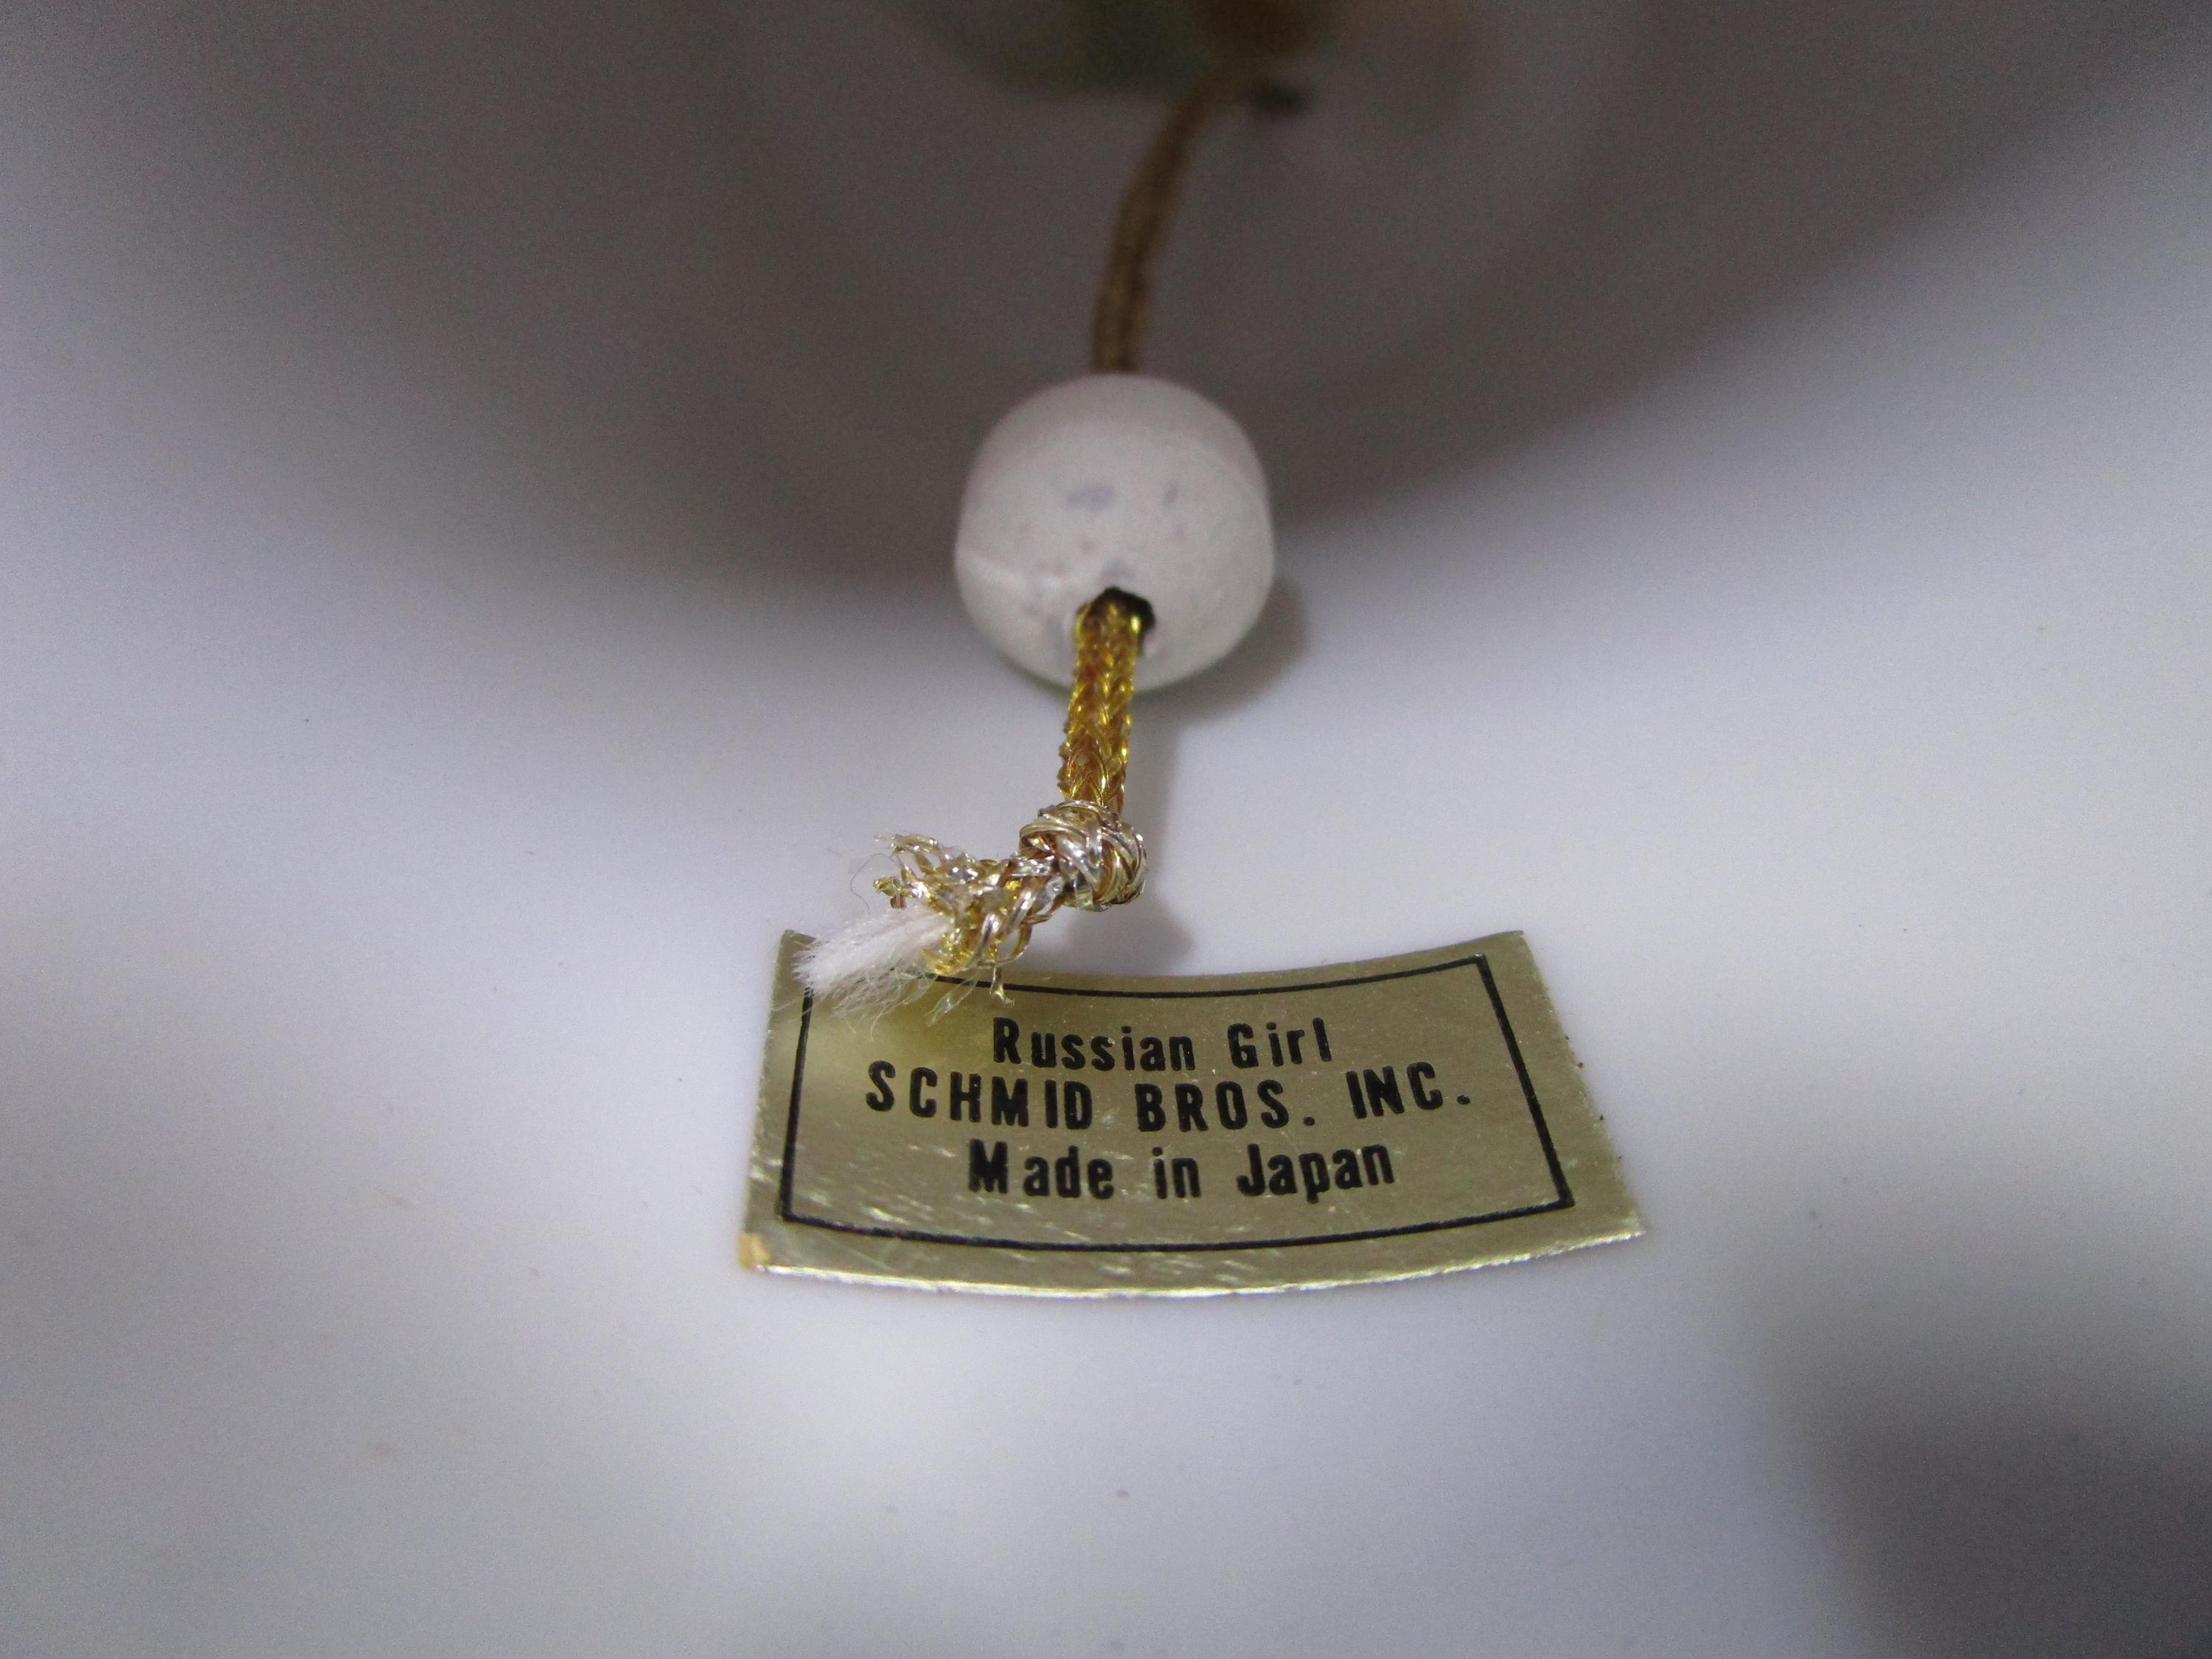 Russian Girl
SCHMID BROS. INC.
Made in Japan